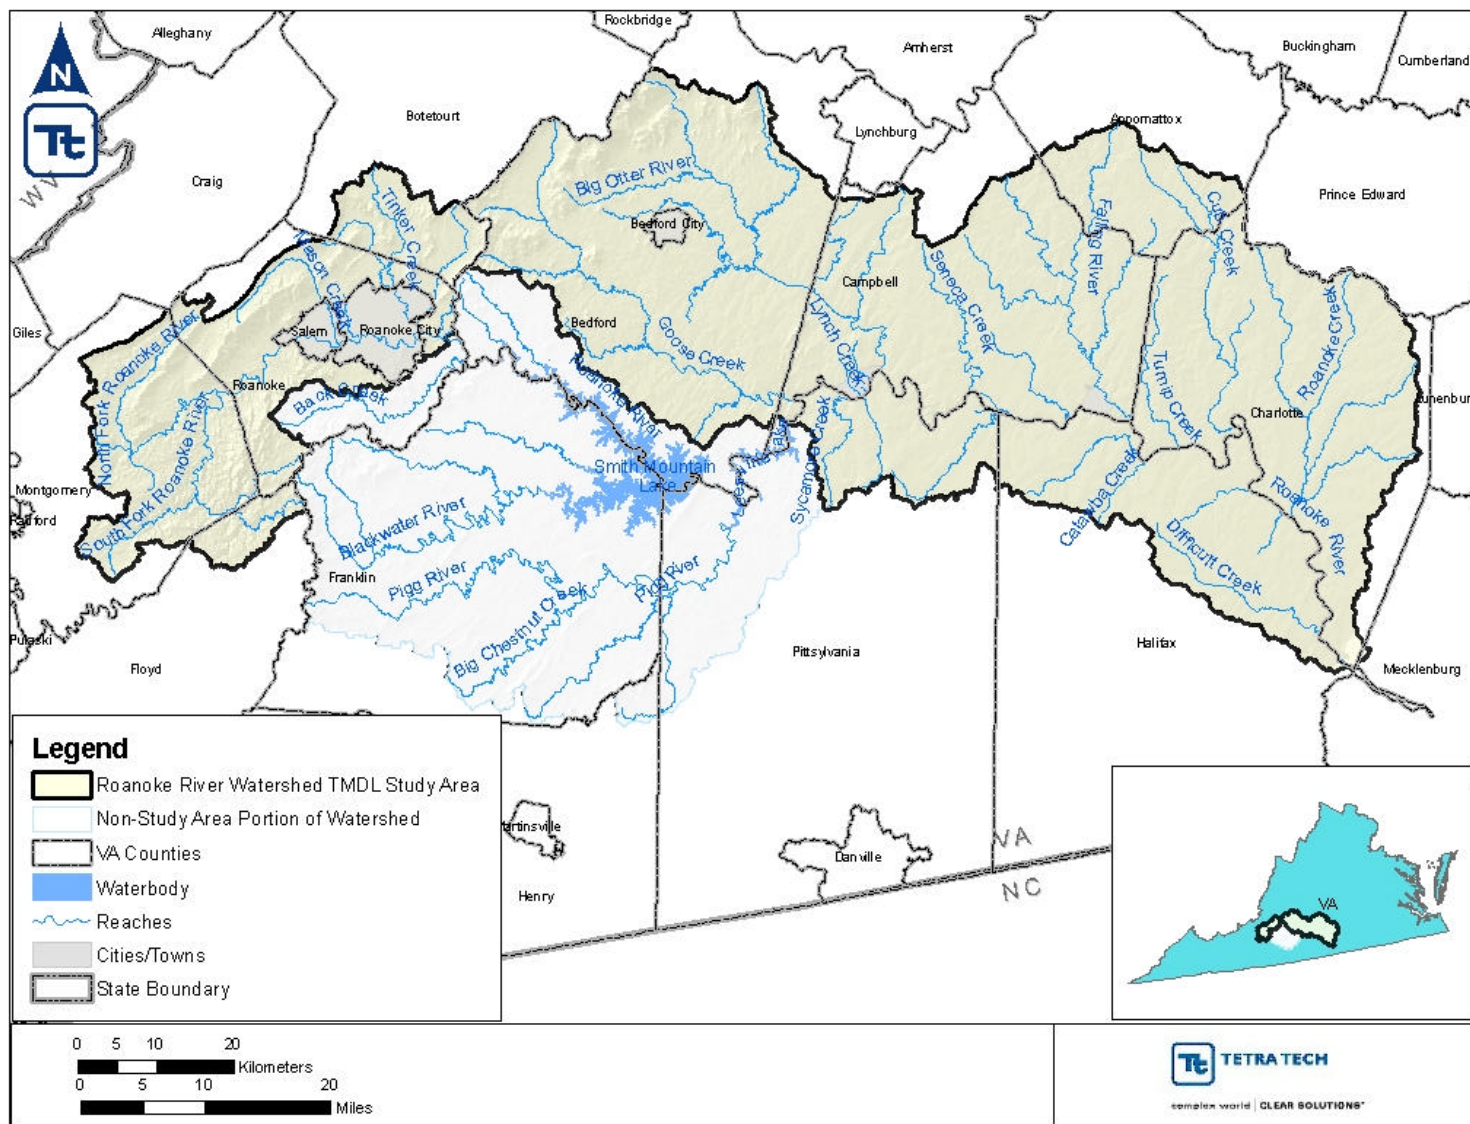 Rockbridge
Alleghany
Amherst
Buckingham
Cumberland
N
Tt
Botetourt
Lynchburg
Appomattox
WV
Craig
Big Otter River
Prince Edward
Tinker Creek
Bedford City
Falling River
Cub Creek
Mason Creek
Campbell
Seneca Creek
Giles
Salem
Roanoke City
Bedford
Lynch Creek
Roanoke Creek
North Fork Roanoke River
Goose Creek
Roanoke
Back Creek
Roanoke River
Turnip Creek
Charlotte
South Fork Roanoke River
Smith Mountain
Lake
Sycamore Creek
Catawba Creek
Roanoke River
Montgomery
Radford
Blackwater River
Difficult Creek
Franklin
Pigg River
Pigg River
Big Chestnut Creek
Pulaski
Floyd
Pittsylvania
Halifax
Mecklenburg
Legend
Roanoke River Watershed TMDL Study Area
Non-Study Area Portion of Watershed
VA Counties
Waterbody
Reaches
Cities/Towns
State Boundary
artinsville
Henry
Danville
VA
NC
VA
0 5 10 20
Kilometers
0 5 10 20
Miles
Tt TETRA TECH
complex world | CLEAR SOLUTIONS™